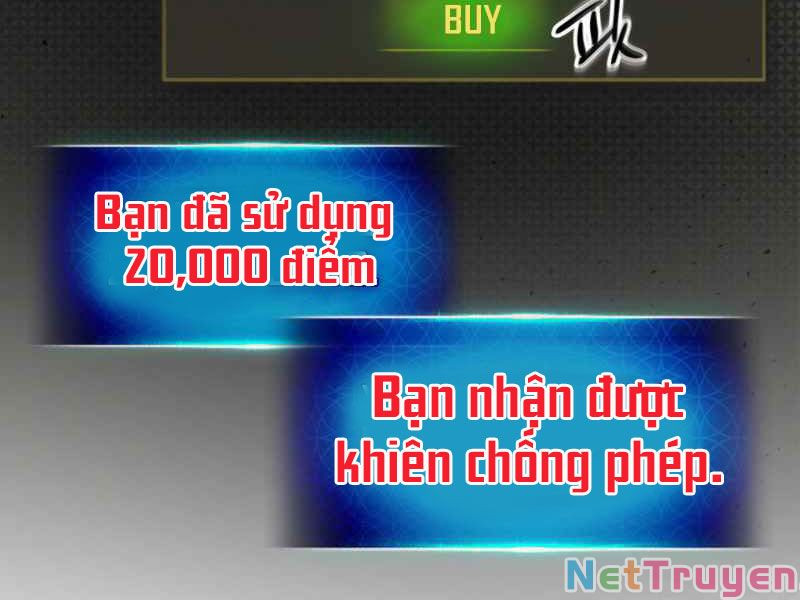 BUY
Bạn đã sử dụng
20,000 điểm
Bạn nhận được
khiên chống phép.
NetTruyen